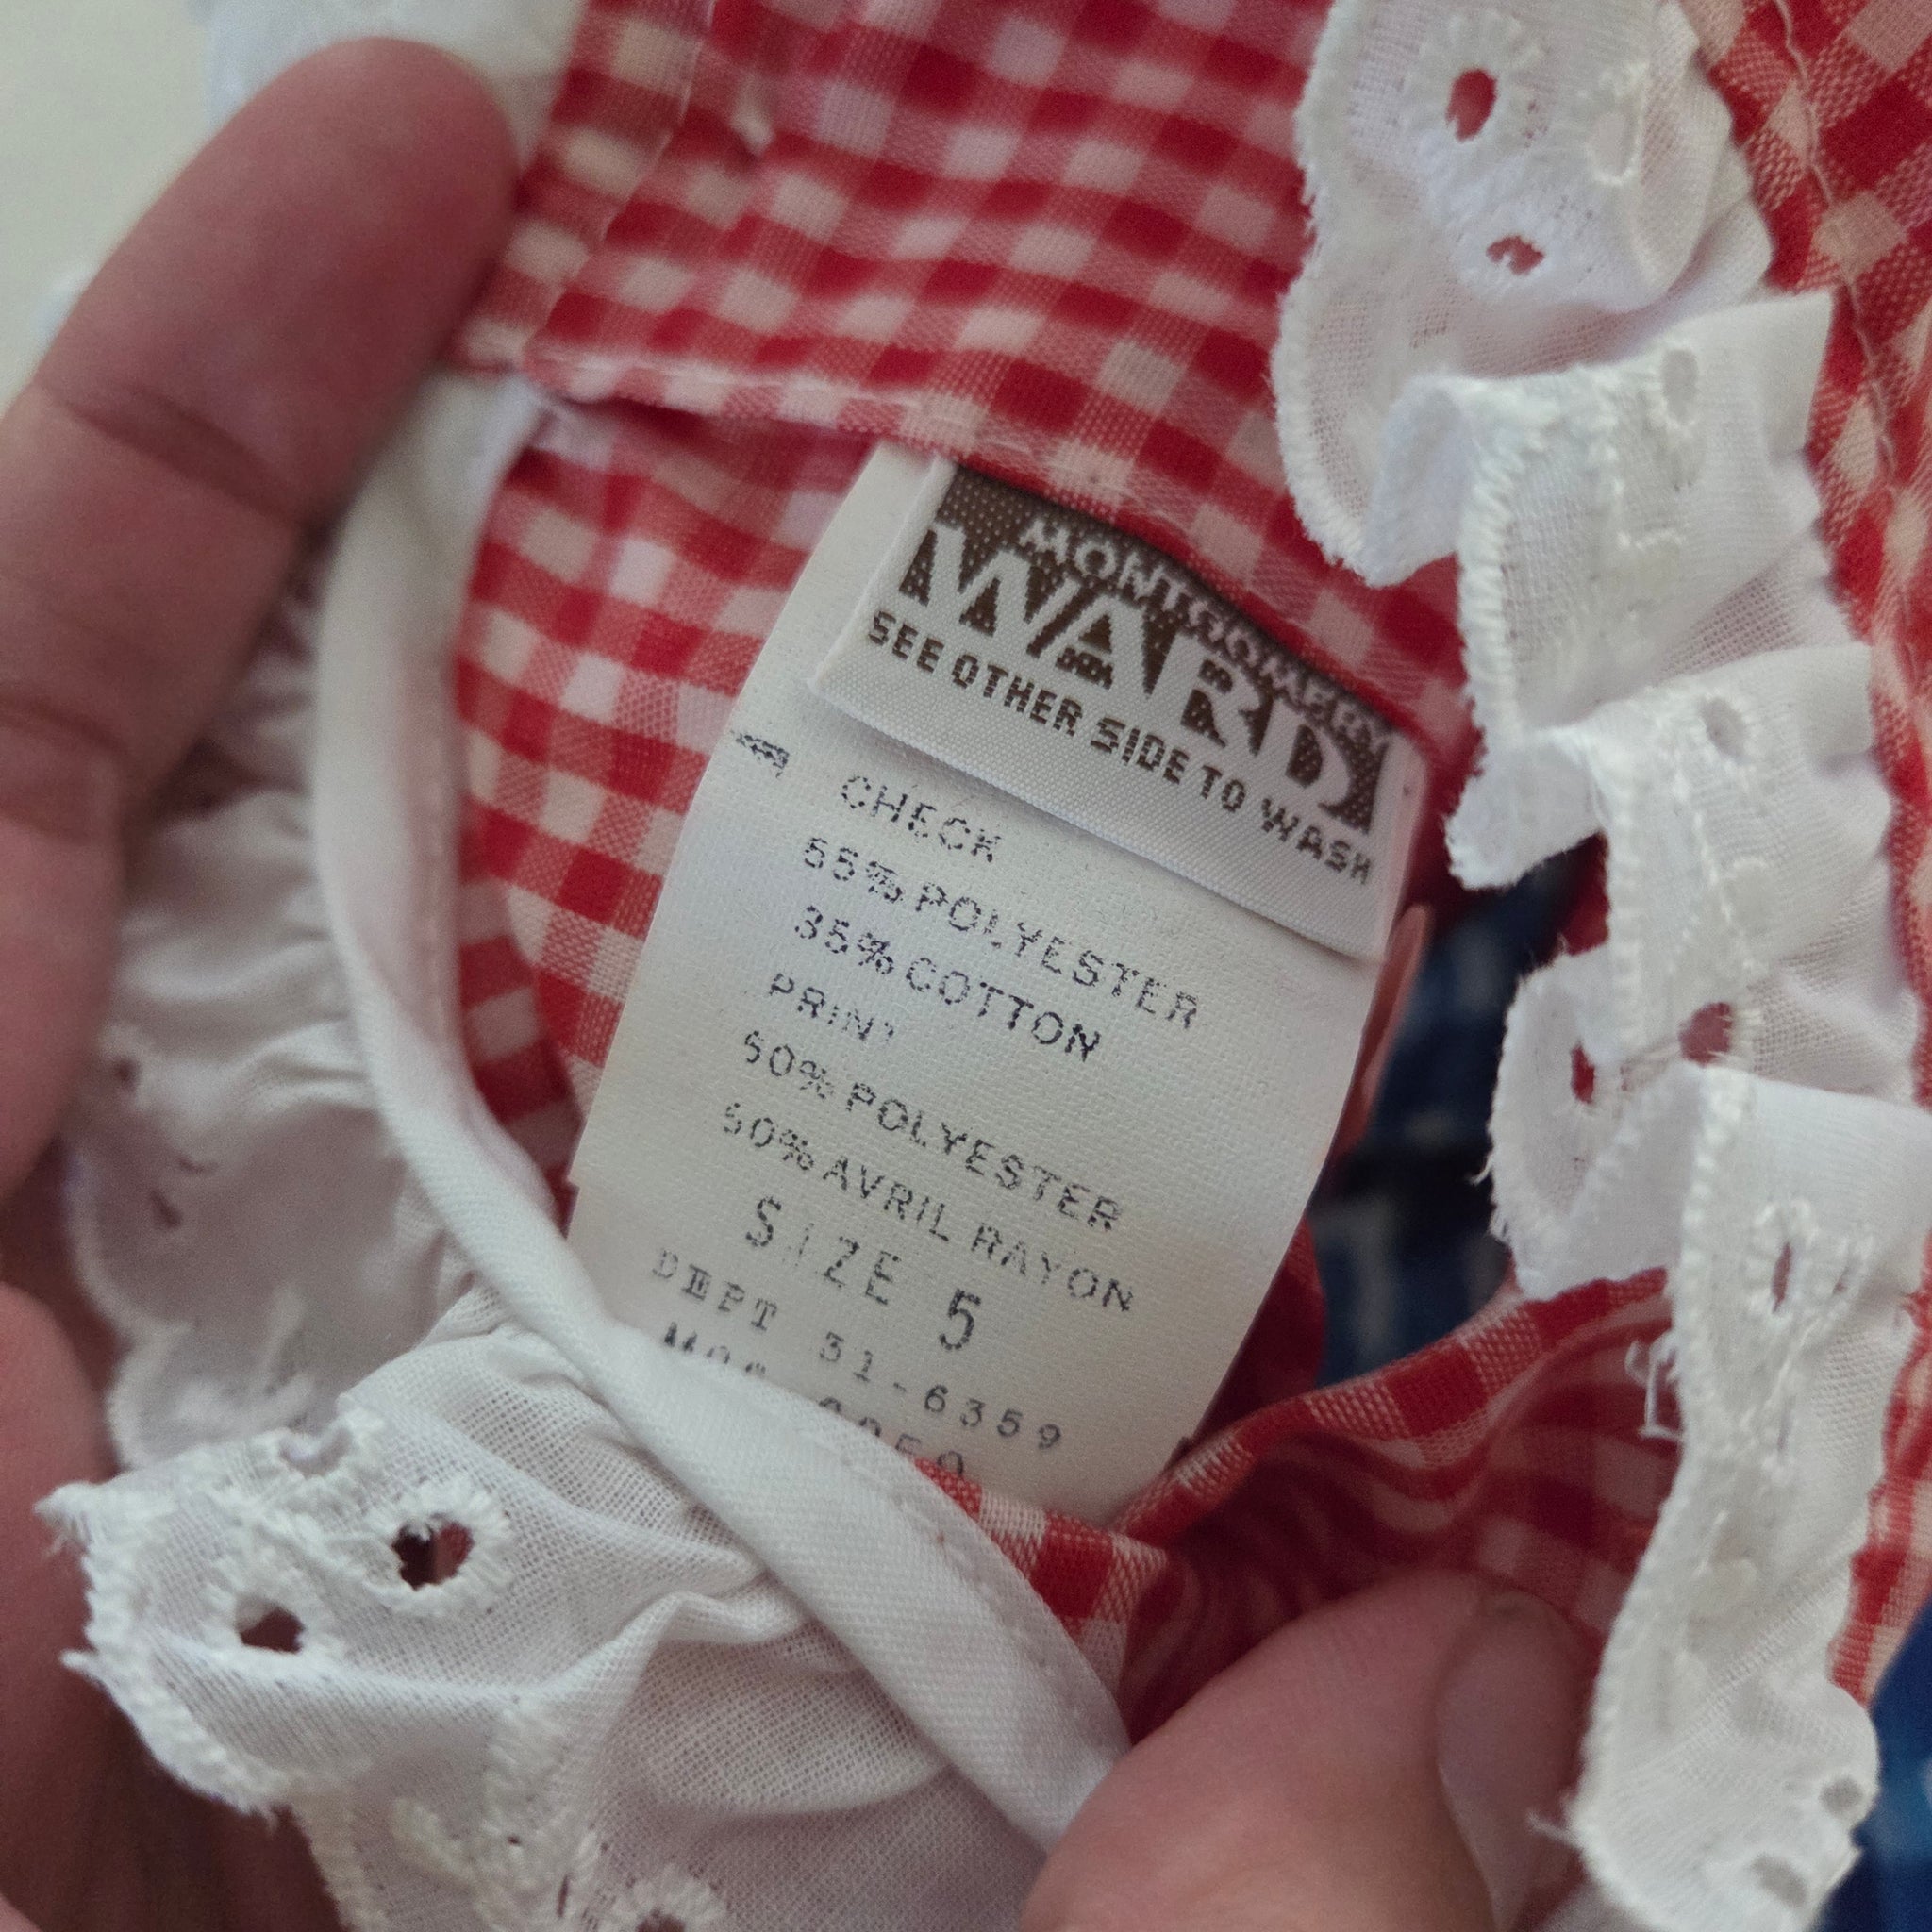 MONTGOMERY
WARD
SEE OTHER SIDE TO WASH
CHECK
55% POLYESTER
35% COTTON
PRINT
50% POLYESTER
50% AVRIL RAYON
SIZE 5
DEPT 31-6359